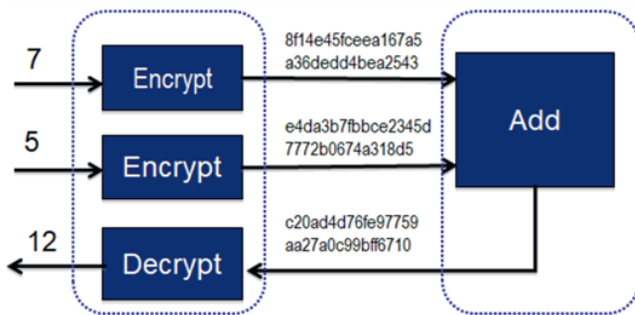 7
Encrypt
8f14e45fceea167a5
a36dedd4bea2543
Add
5
Encrypt
e4da3b7fbbce2345d
7772b0674a318d5
12
Decrypt
c20ad4d76fe97759
aa27a0c99bff6710